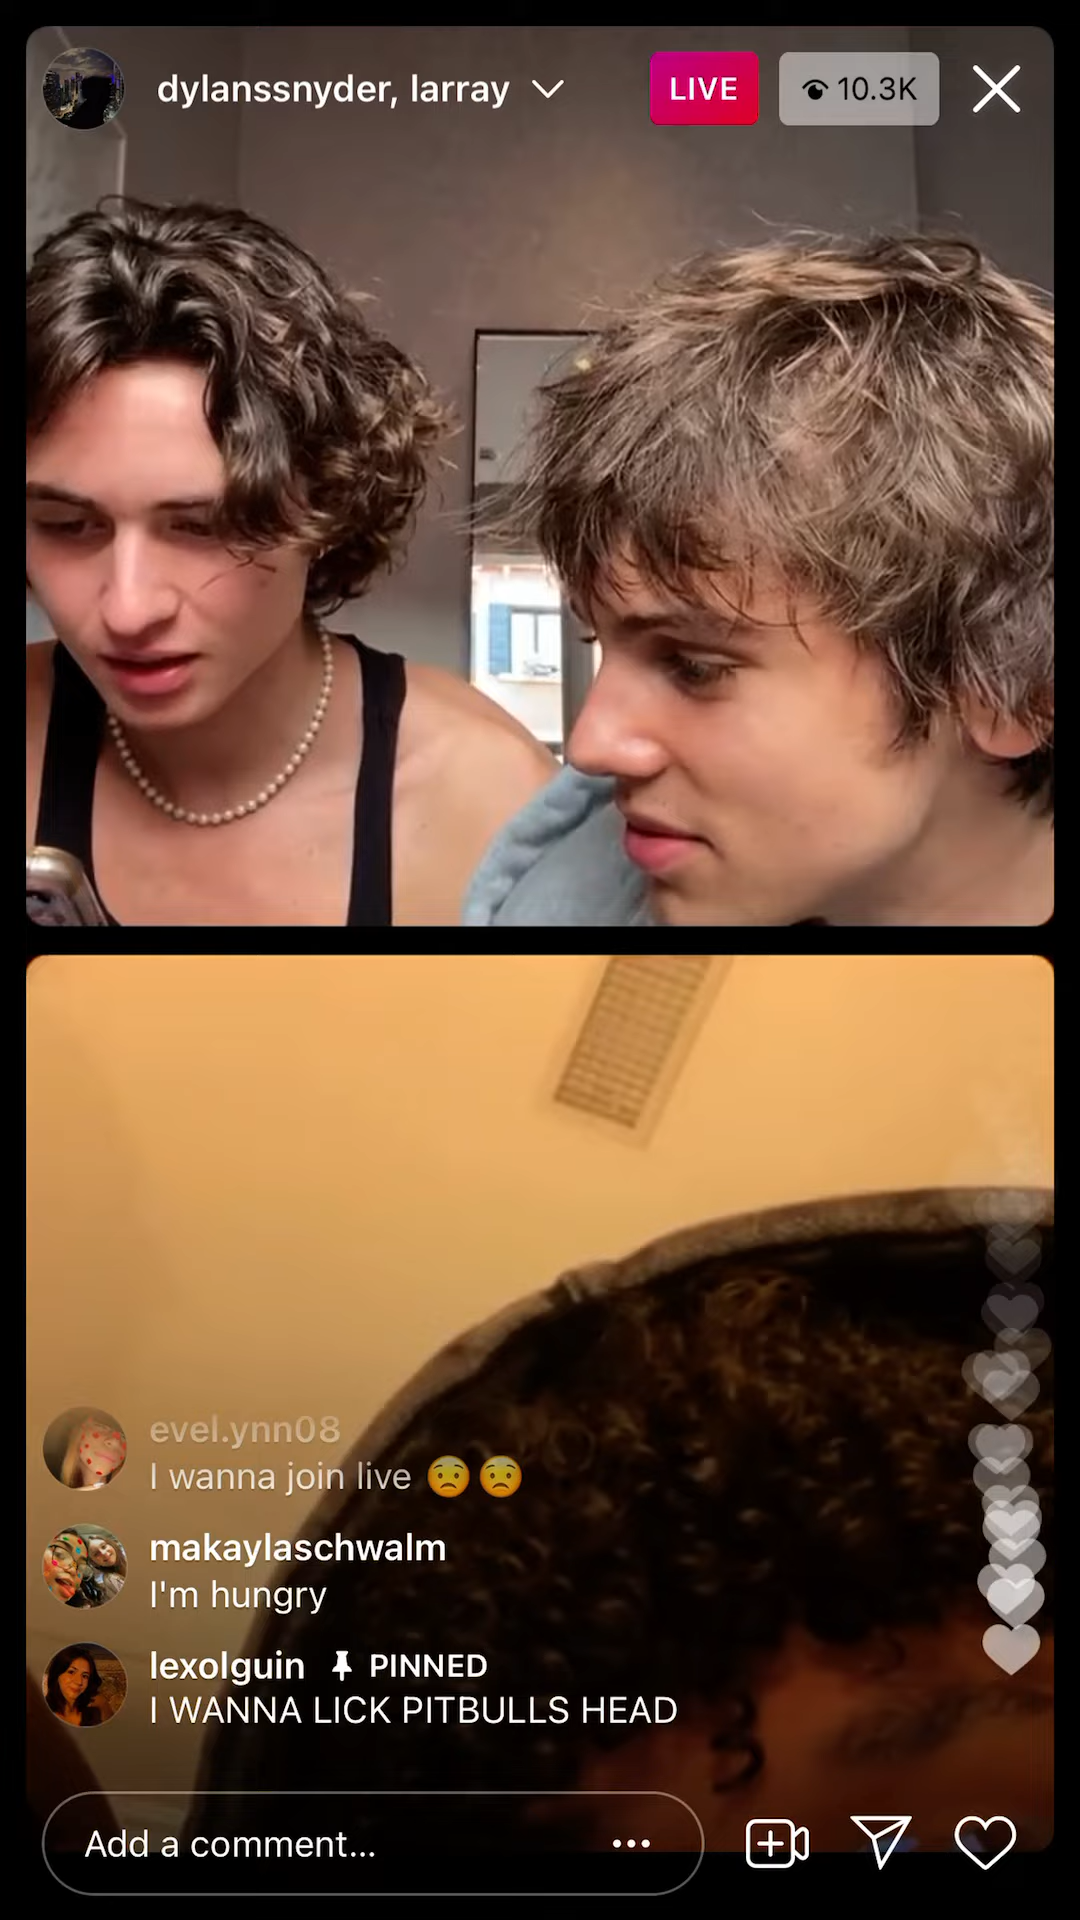 dylanssnyder, larray
LIVE
10.3K
evel.ynn08
I wanna join live 😟😟
makaylaschwalm
I'm hungry
lexolguin PINNED
I WANNA LICK PITBULLS HEAD
Add a comment...